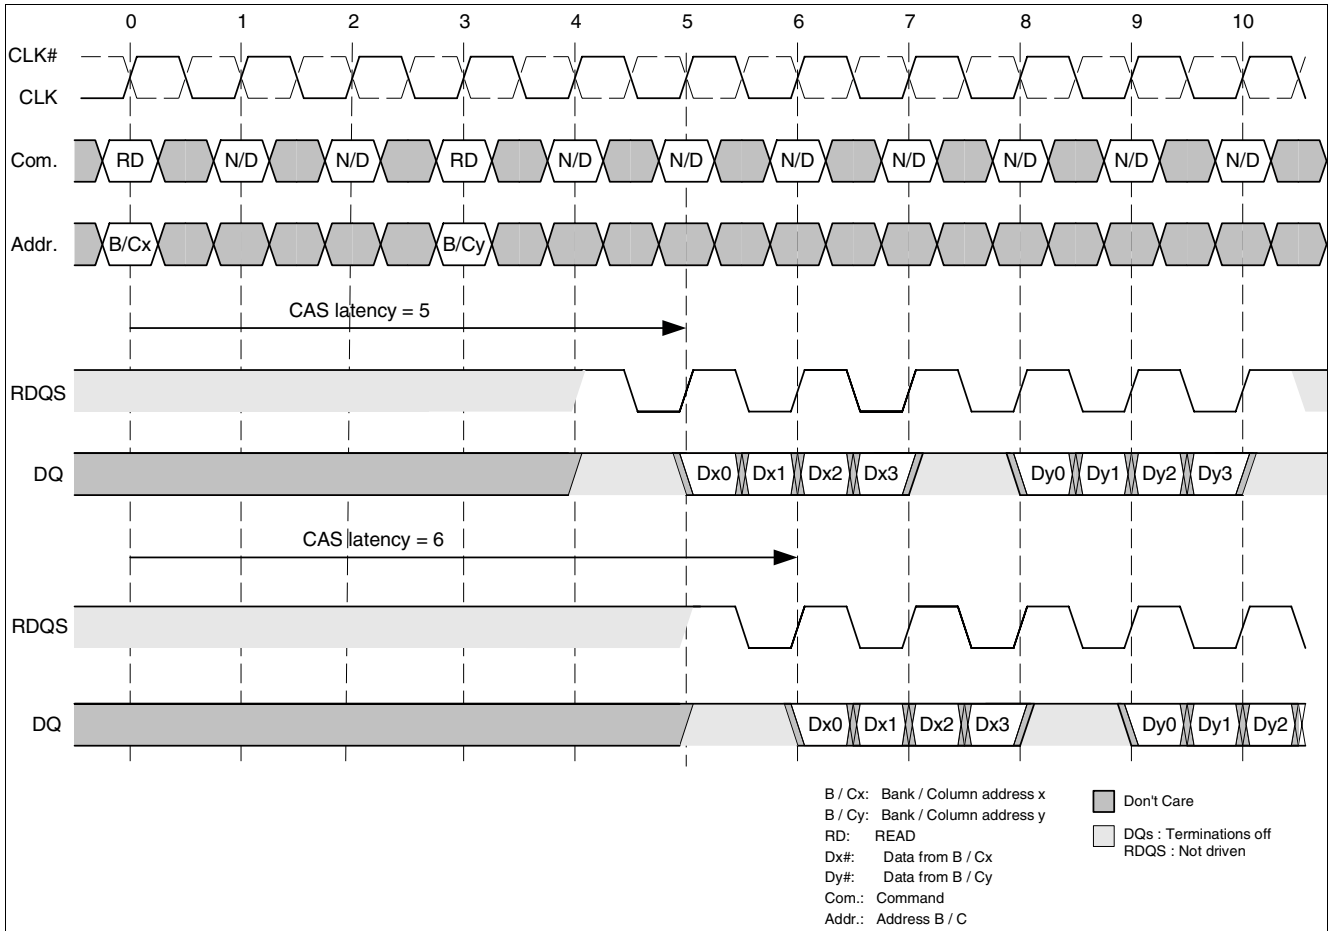 0 1 2 3 4 5 6 7 8 9 10
CLK#
CLK
Com. RD N/D N/D RD N/D N/D N/D N/D N/D N/D N/D
Addr. B/Cx B/Cy
CAS latency = 5
RDQS
DQ Dx0 Dx1 Dx2 Dx3 Dy0 Dy1 Dy2 Dy3
CAS latency = 6
RDQS
DQ Dx0 Dx1 Dx2 Dx3 Dy0 Dy1 Dy2
B / Cx: Bank / Column address x
B / Cy: Bank / Column address y
RD: READ
Dx#: Data from B / Cx
Dy#: Data from B / Cy
Com.: Command
Addr.: Address B / C
Don't Care
DQs : Terminations off
RDQS : Not driven